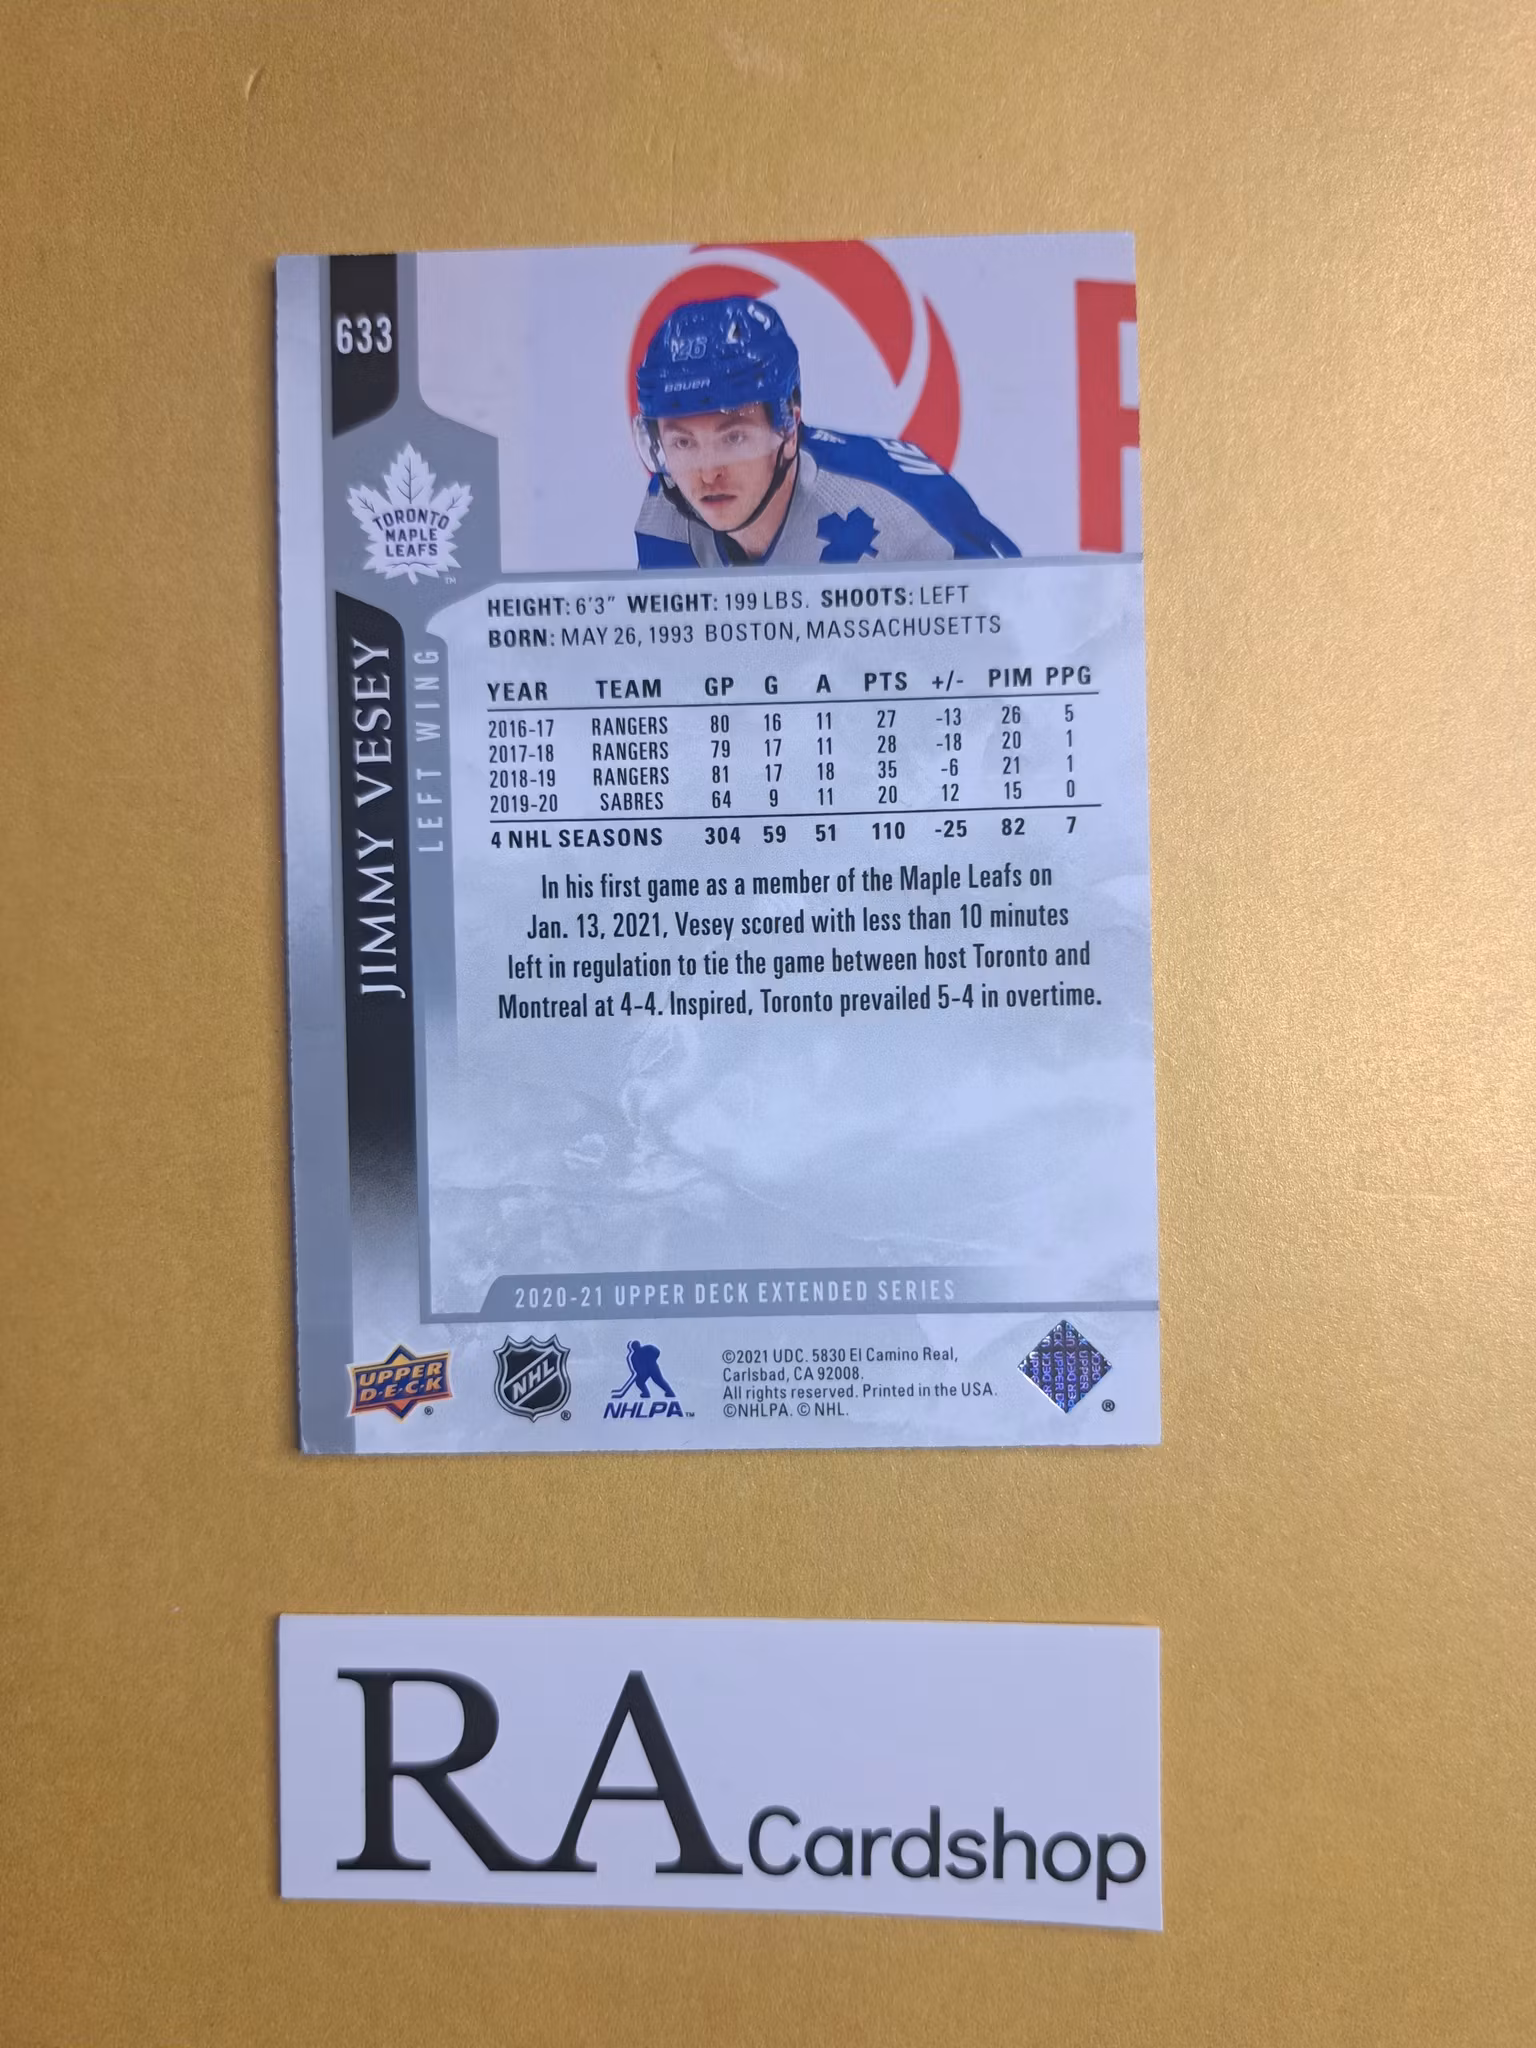 633
26
BAUER
VE
TORONTO
MAPLE
LEAFS
TM
JIMMY VESEY
LEFT WING
HEIGHT: 6'3" WEIGHT: 199 LBS. SHOOTS: LEFT
BORN: MAY 26, 1993 BOSTON, MASSACHUSETTS
YEAR TEAM GP G A PTS +/- PIM PPG
2016-17 RANGERS 80 16 11 27 -13 26 5
2017-18 RANGERS 79 17 11 28 -18 20 1
2018-19 RANGERS 81 17 18 35 -6 21 1
2019-20 SABRES 64 9 11 20 12 15 0
4 NHL SEASONS 304 59 51 110 -25 82 7
In his first game as a member of the Maple Leafs on
Jan. 13, 2021, Vesey scored with less than 10 minutes
left in regulation to tie the game between host Toronto and
Montreal at 4-4. Inspired, Toronto prevailed 5-4 in overtime.
2020-21 UPPER DECK EXTENDED SERIES
UPPER
D·E·C·K
®
NHL
®
NHLPA™
©2021 UDC. 5830 El Camino Real,
Carlsbad, CA 92008.
All rights reserved. Printed in the USA.
©NHLPA. © NHL.
®
RA Cardshop